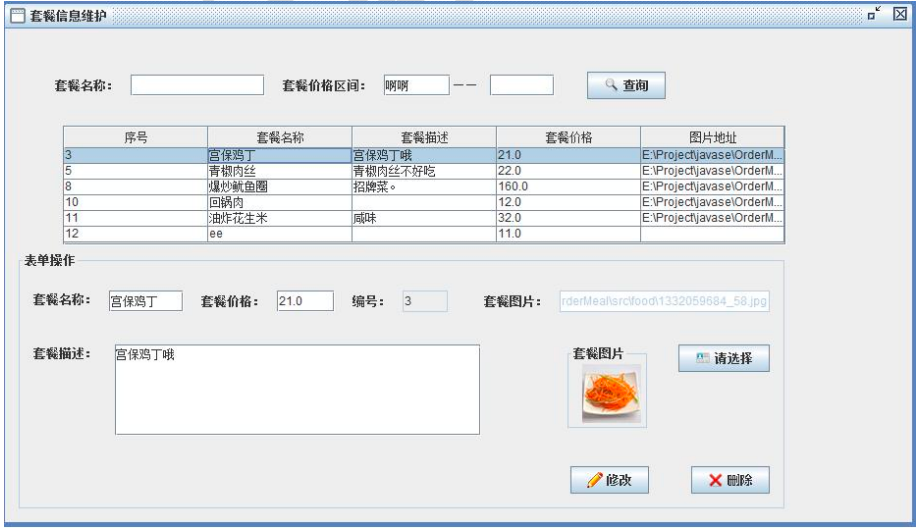 套餐信息维护
套餐名称： 套餐价格区间： 啊啊 —— 查询
序号 套餐名称 套餐描述 套餐价格 图片地址
3 宫保鸡丁 宫保鸡丁哦 21.0 E:\Project\javase\OrderM...
5 青椒肉丝 青椒肉丝不好吃 22.0 E:\Project\javase\OrderM...
8 爆炒鱿鱼圈 招牌菜。 160.0 E:\Project\javase\OrderM...
10 回锅肉 12.0 E:\Project\javase\OrderM...
11 油炸花生米 咸味 32.0 E:\Project\javase\OrderM...
12 ee 11.0
表单操作
套餐名称： 宫保鸡丁 套餐价格： 21.0 编号： 3 套餐图片： rderMeal\src\food\1332059684_58.jpg
套餐描述： 宫保鸡丁哦 套餐图片 请选择
修改 删除